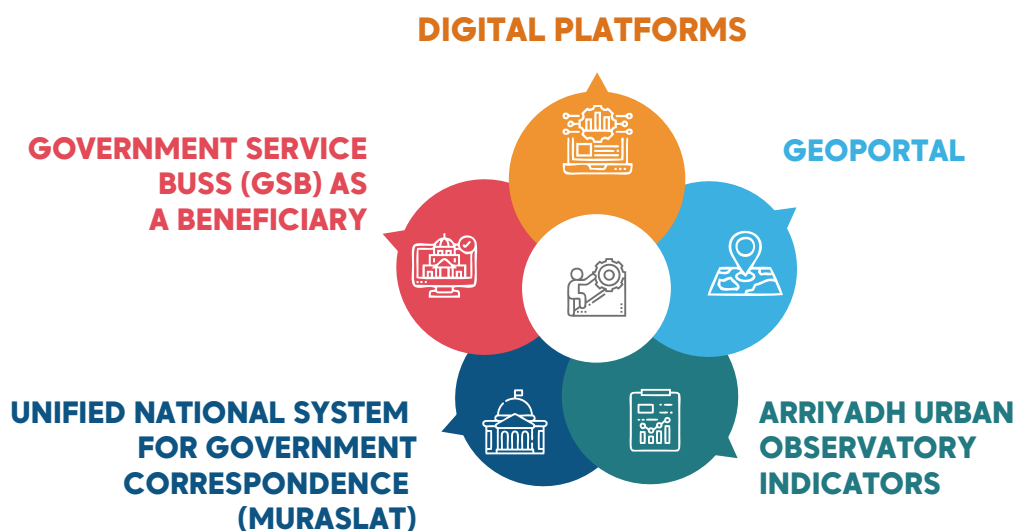 DIGITAL PLATFORMS
GOVERNMENT SERVICE
BUSS (GSB) AS
A BENEFICIARY
GEOPORTAL
UNIFIED NATIONAL SYSTEM
FOR GOVERNMENT
CORRESPONDENCE
(MURASLAT)
ARRIYADH URBAN
OBSERVATORY
INDICATORS